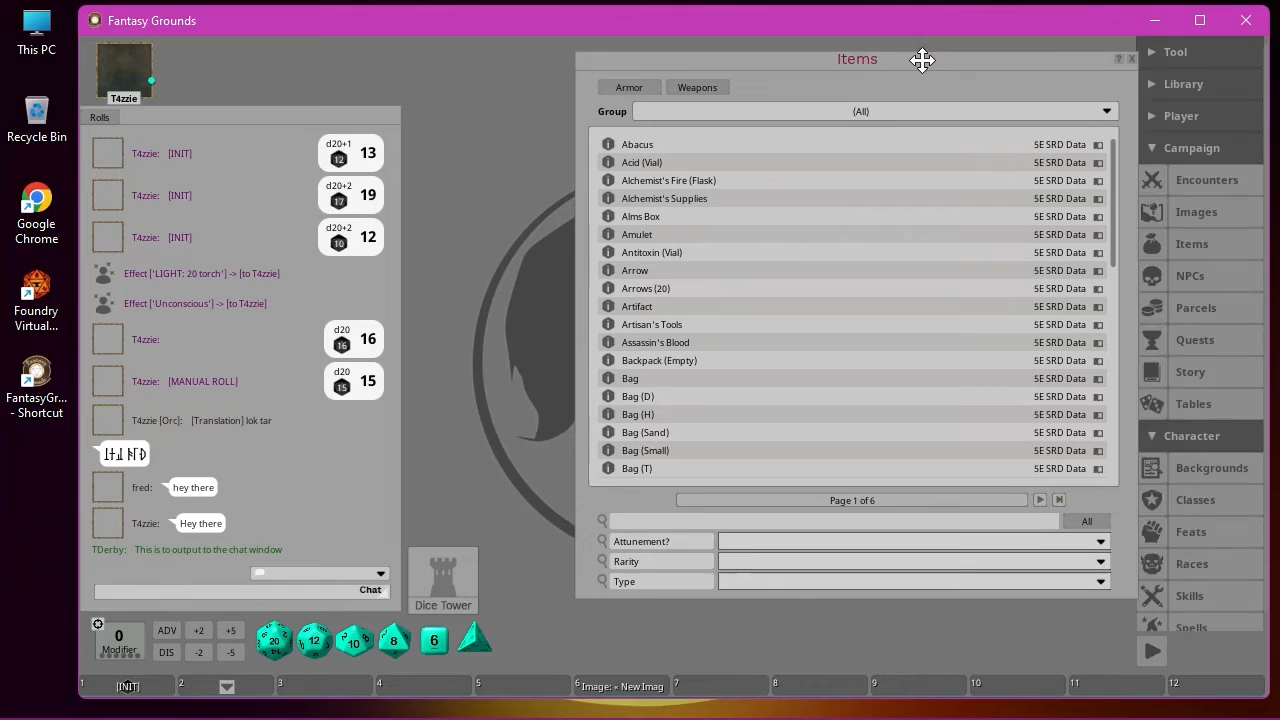 This PC
Recycle Bin
Google
Chrome
Foundry
Virtual...
FantasyGr...
- Shortcut
Fantasy Grounds
T4zzie
Rolls
T4zzie: [INIT] d20+1 12 13
T4zzie: [INIT] d20+2 17 19
T4zzie: [INIT] d20+2 10 12
Effect ['LIGHT: 20 torch'] -> [to T4zzie]
Effect ['Unconscious'] -> [to T4zzie]
T4zzie: d20 16 16
T4zzie: [MANUAL ROLL] d20 15 15
T4zzie [Orc]: [Translation] lok tar
fred: hey there
T4zzie: Hey there
TDerby: This is to output to the chat window
Chat
Dice Tower
0
Modifier
ADV +2 +5
DIS -2 -5
20 12 10 8 6
Items
? X
Armor Weapons
Group (All)
Abacus 5E SRD Data
Acid (Vial) 5E SRD Data
Alchemist's Fire (Flask) 5E SRD Data
Alchemist's Supplies 5E SRD Data
Alms Box 5E SRD Data
Amulet 5E SRD Data
Antitoxin (Vial) 5E SRD Data
Arrow 5E SRD Data
Arrows (20) 5E SRD Data
Artifact 5E SRD Data
Artisan's Tools 5E SRD Data
Assassin's Blood 5E SRD Data
Backpack (Empty) 5E SRD Data
Bag 5E SRD Data
Bag (D) 5E SRD Data
Bag (H) 5E SRD Data
Bag (Sand) 5E SRD Data
Bag (Small) 5E SRD Data
Bag (T) 5E SRD Data
Page 1 of 6
All
Attunement?
Rarity
Type
Tool
Library
Player
Campaign
Encounters
Images
Items
NPCs
Parcels
Quests
Story
Tables
Character
Backgrounds
Classes
Feats
Races
Skills
Spells
1 [INIT] 2 3 4 5 6 Image: < New Imag 7 8 9 10 11 12